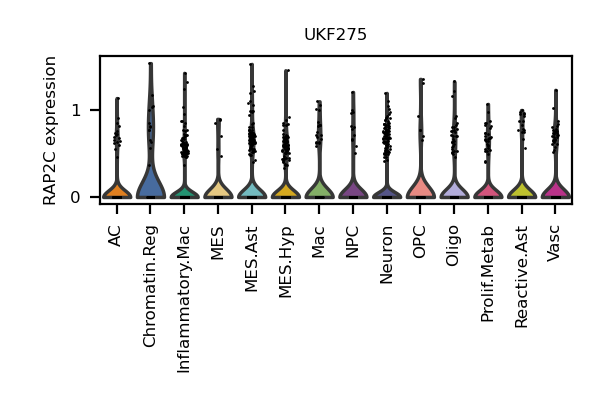 UKF275
RAP2C expression
1
0
AC
Chromatin.Reg
Inflammatory.Mac
MES
MES.Ast
MES.Hyp
Mac
NPC
Neuron
OPC
Oligo
Prolif.Metab
Reactive.Ast
Vasc